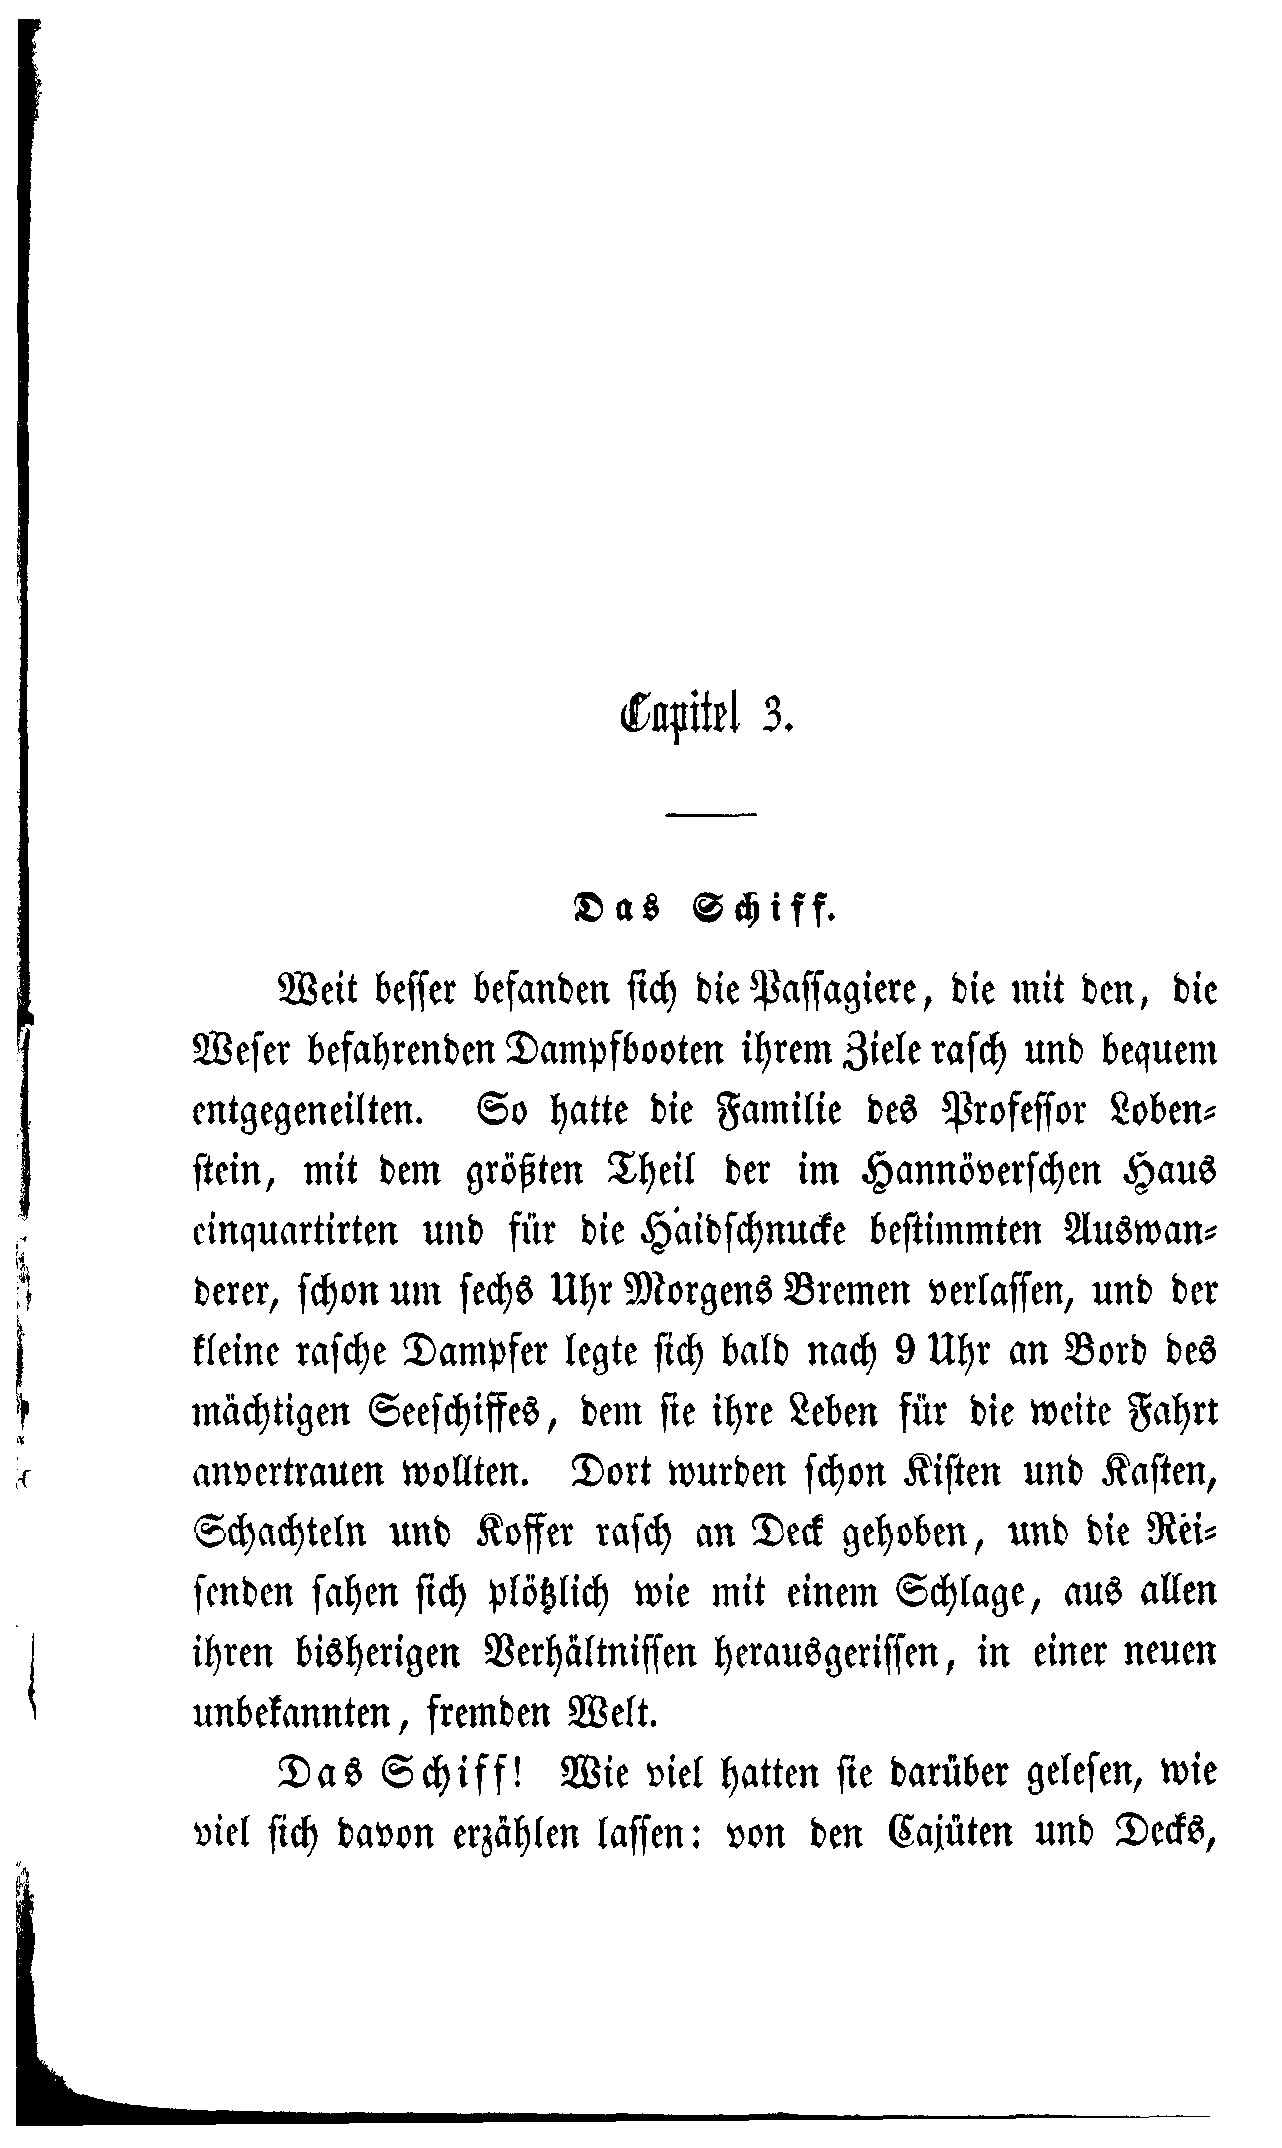 Capitel 3.
Das Schiff.
Weit besser befanden sich die Passagiere, die mit den, die
Weser befahrenden Dampfbooten ihrem Ziele rasch und bequem
entgegeneilten. So hatte die Familie des Professor Loben-
stein, mit dem größten Theil der im Hannöverschen Haus
einquartirten und für die Haidschnucke bestimmten Auswan-
derer, schon um sechs Uhr Morgens Bremen verlassen, und der
kleine rasche Dampfer legte sich bald nach 9 Uhr an Bord des
mächtigen Seeschiffes, dem sie ihre Leben für die weite Fahrt
anvertrauen wollten. Dort wurden schon Kisten und Kasten,
Schachteln und Koffer rasch an Deck gehoben, und die Rei-
senden sahen sich plötzlich wie mit einem Schlage, aus allen
ihren bisherigen Verhältnissen herausgerissen, in einer neuen
unbekannten, fremden Welt.
Das Schiff! Wie viel hatten sie darüber gelesen, wie
viel sich davon erzählen lassen: von den Cajüten und Decks,